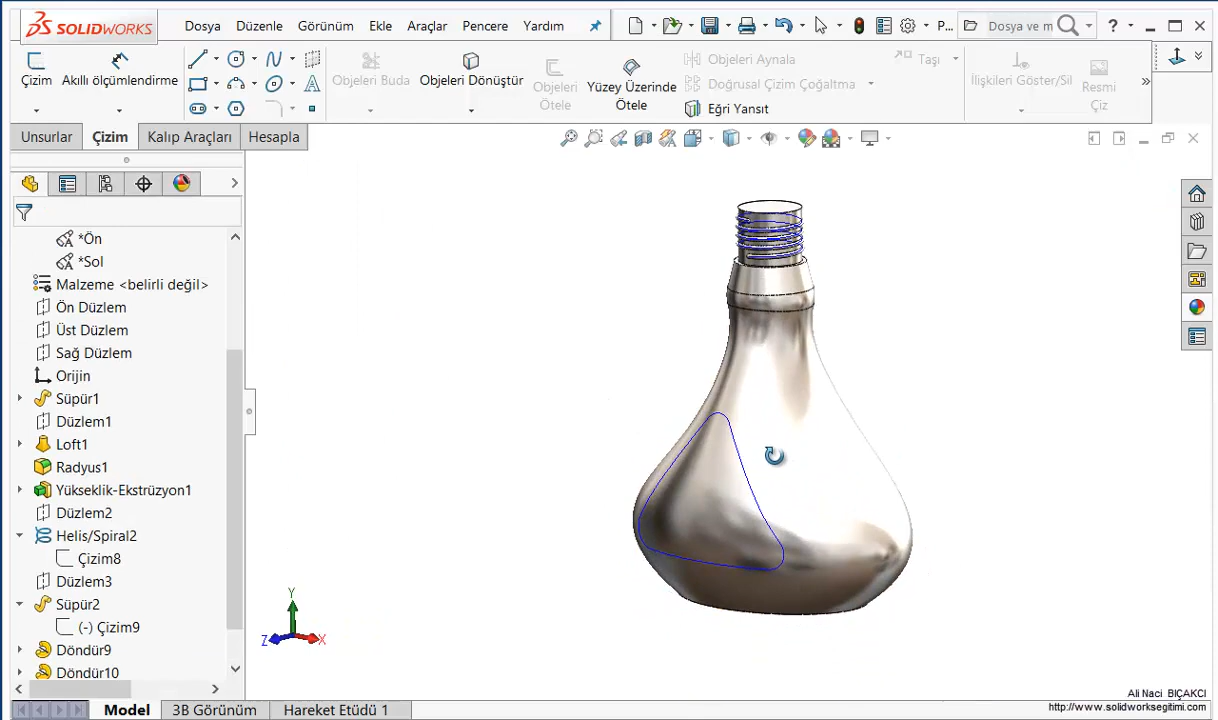 SOLIDWORKS
Dosya
Düzenle
Görünüm
Ekle
Araçlar
Pencere
Yardım
P...
Dosya ve m
Çizim
Akıllı ölçümlendirme
Objeleri Buda
Objeleri Dönüştür
Objeleri
Ötele
Yüzey Üzerinde
Ötele
Objeleri Aynala
Doğrusal Çizim Çoğaltma
Eğri Yansıt
Taşı
İlişkileri Göster/Sil
Resmi
Çiz
Unsurlar
Çizim
Kalıp Araçları
Hesapla
*Ön
*Sol
Malzeme <belirli değil>
Ön Düzlem
Üst Düzlem
Sağ Düzlem
Orijin
Süpür1
Düzlem1
Loft1
Radyus1
Yükseklik-Ekstrüzyon1
Düzlem2
Helis/Spiral2
Çizim8
Düzlem3
Süpür2
(-) Çizim9
Döndür9
Döndür10
Y
Z
X
Ali Naci BIÇAKCI
http://www.solidworksegitimi.com
Model
3B Görünüm
Hareket Etüdü 1